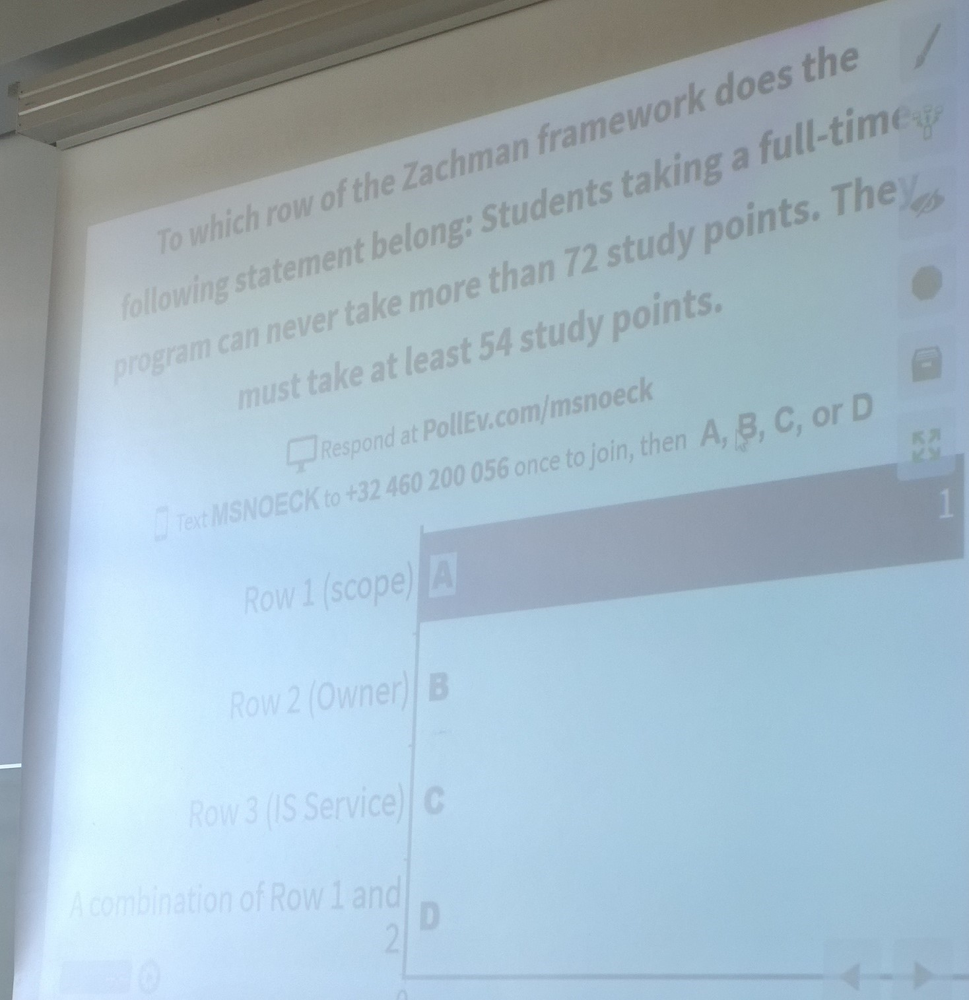 To which row of the Zachman framework does the
following statement belong: Students taking a full-time
program can never take more than 72 study points. They
must take at least 54 study points.
Respond at PollEv.com/msnoeck
Text MSNOECK to +32 460 200 056 once to join, then A, B, C, or D
Row 1 (scope) A 1
Row 2 (Owner) B
Row 3 (IS Service) C
A combination of Row 1 and
2 D
0